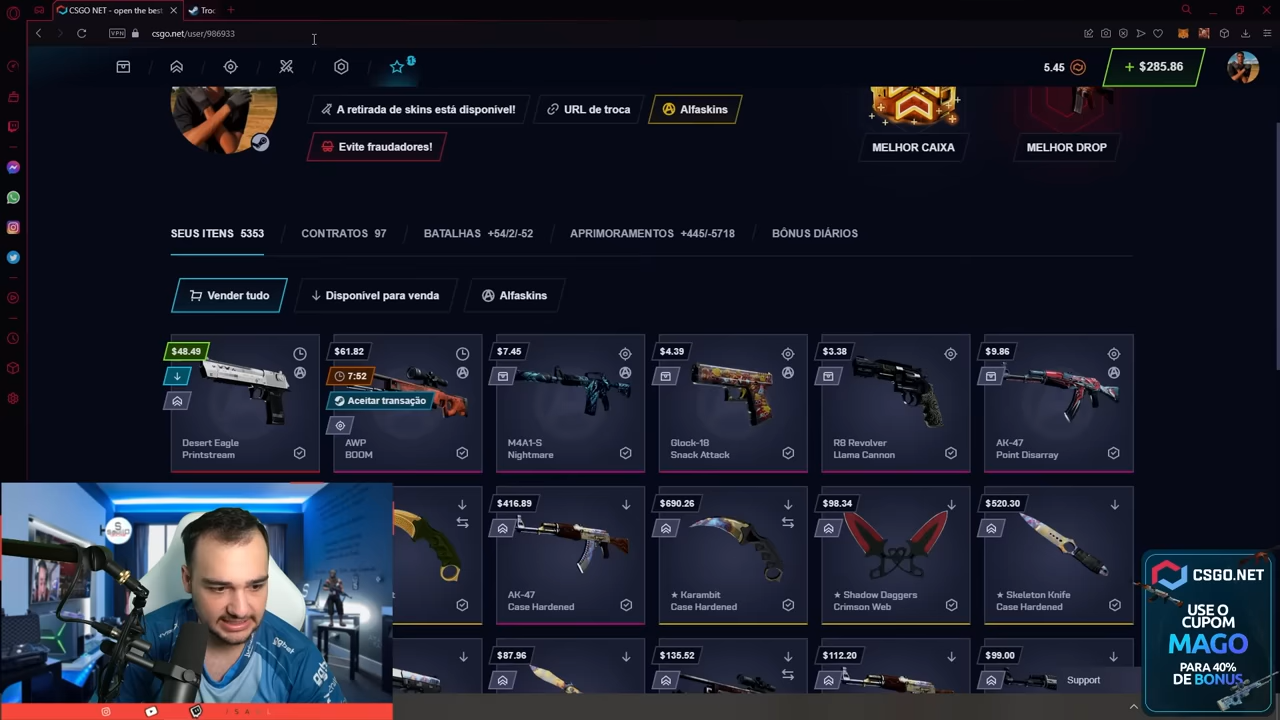 CSGO.NET - open the best
Troc
VPN
csgo.net/user/986933
1
5.45
+ $285.86
A retirada de skins está disponível!
URL de troca
Alfaskins
Evite fraudadores!
MELHOR CAIXA
MELHOR DROP
SEUS ITENS 5353
CONTRATOS 97
BATALHAS +54/2/-52
APRIMORAMENTOS +445/-5718
BÔNUS DIÁRIOS
Vender tudo
Disponível para venda
Alfaskins
$48.49
Desert Eagle
Printstream
$61.82
7:52
Aceitar transação
AWP
BOOM
$7.45
M4A1-S
Nightmare
$4.39
Glock-18
Snack Attack
$3.38
R8 Revolver
Llama Cannon
$9.86
AK-47
Point Disarray
$416.89
AK-47
Case Hardened
$690.26
★ Karambit
Case Hardened
$98.34
★ Shadow Daggers
Crimson Web
$520.30
★ Skeleton Knife
Case Hardened
$87.96
$135.52
$112.20
$99.00
Support
CSGO.NET
USE O
CUPOM
MAGO
PARA 40%
DE BONUS